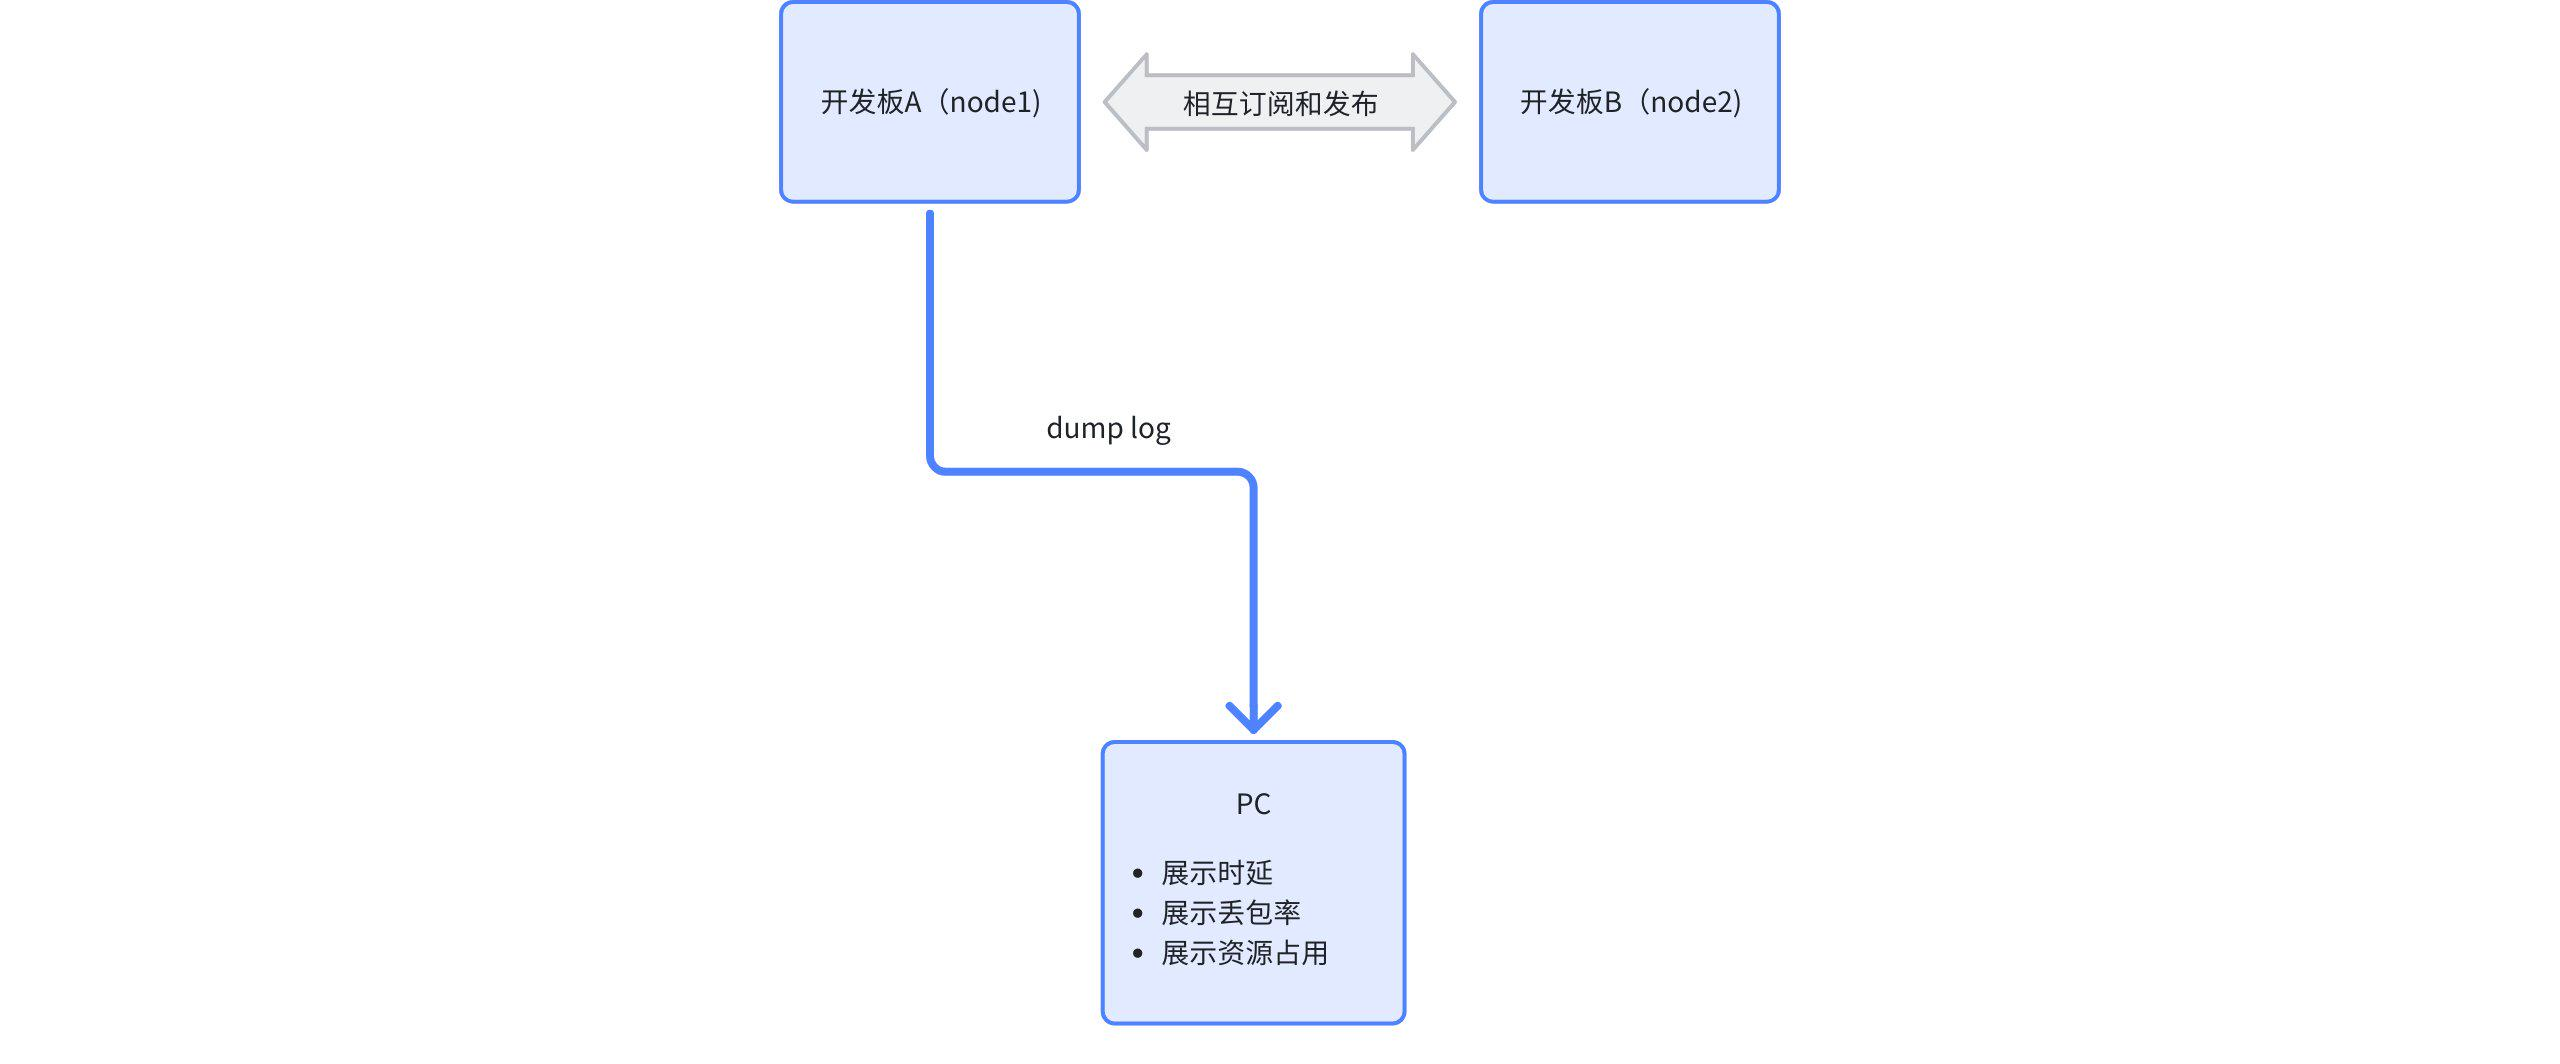 开发板A（node1)
相互订阅和发布
开发板B（node2)
dump log
PC
展示时延
展示丢包率
展示资源占用